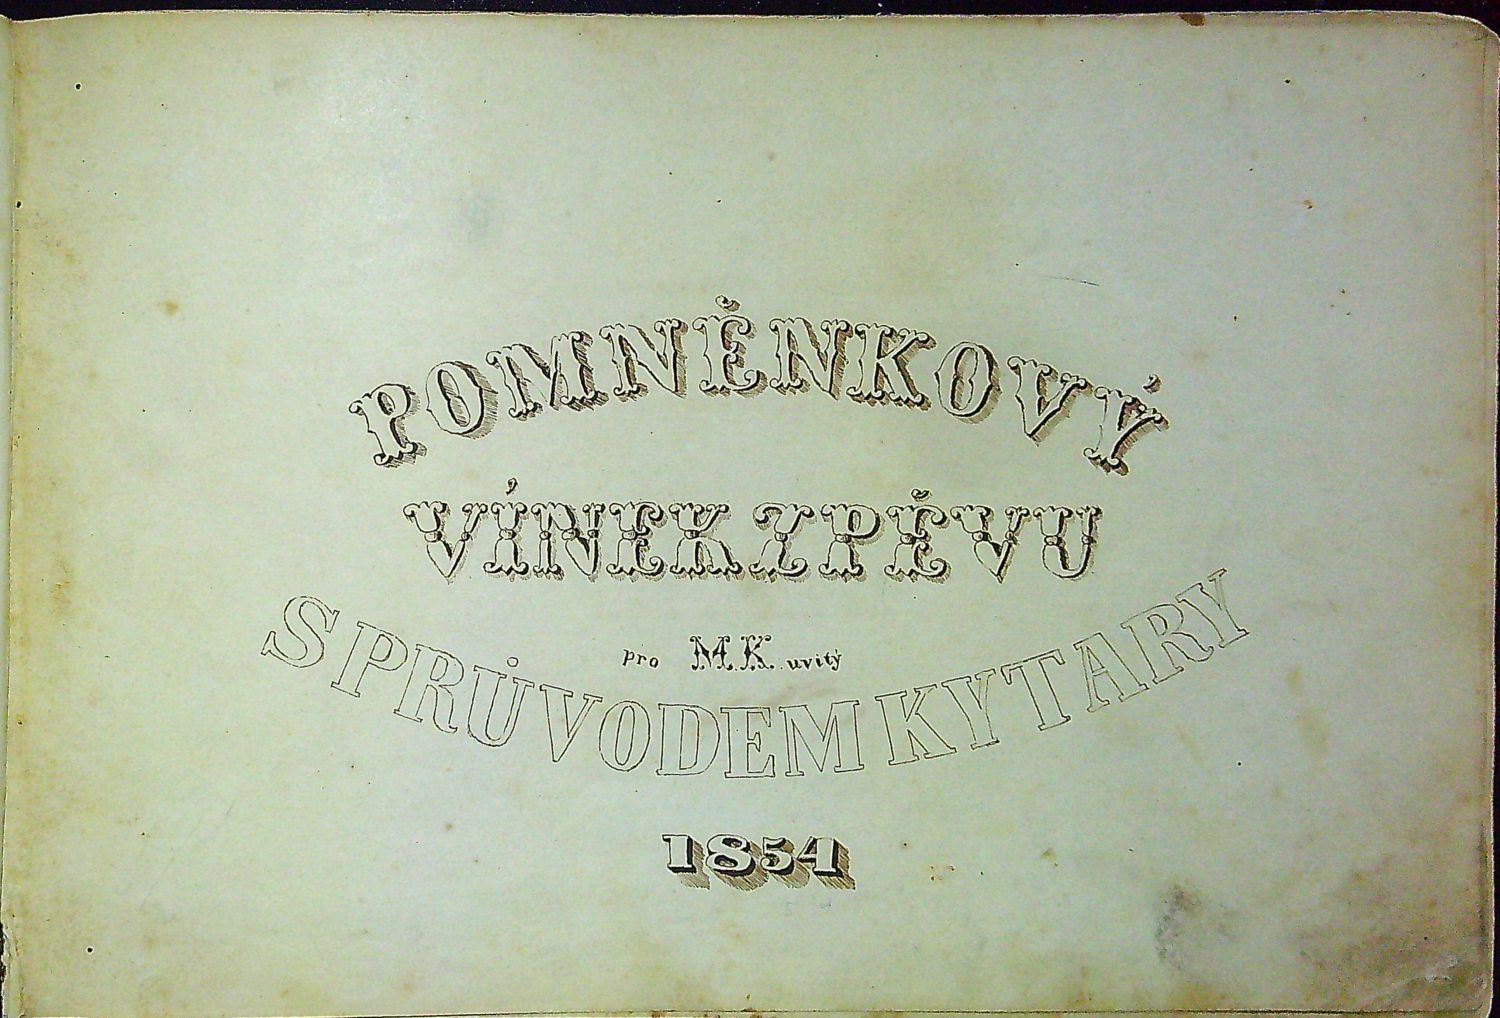 POMNĚNKOVÝ
VÍNEK ZPĚVU
pro M.K. uvitý
S PRŮVODEM KYTARY
1854